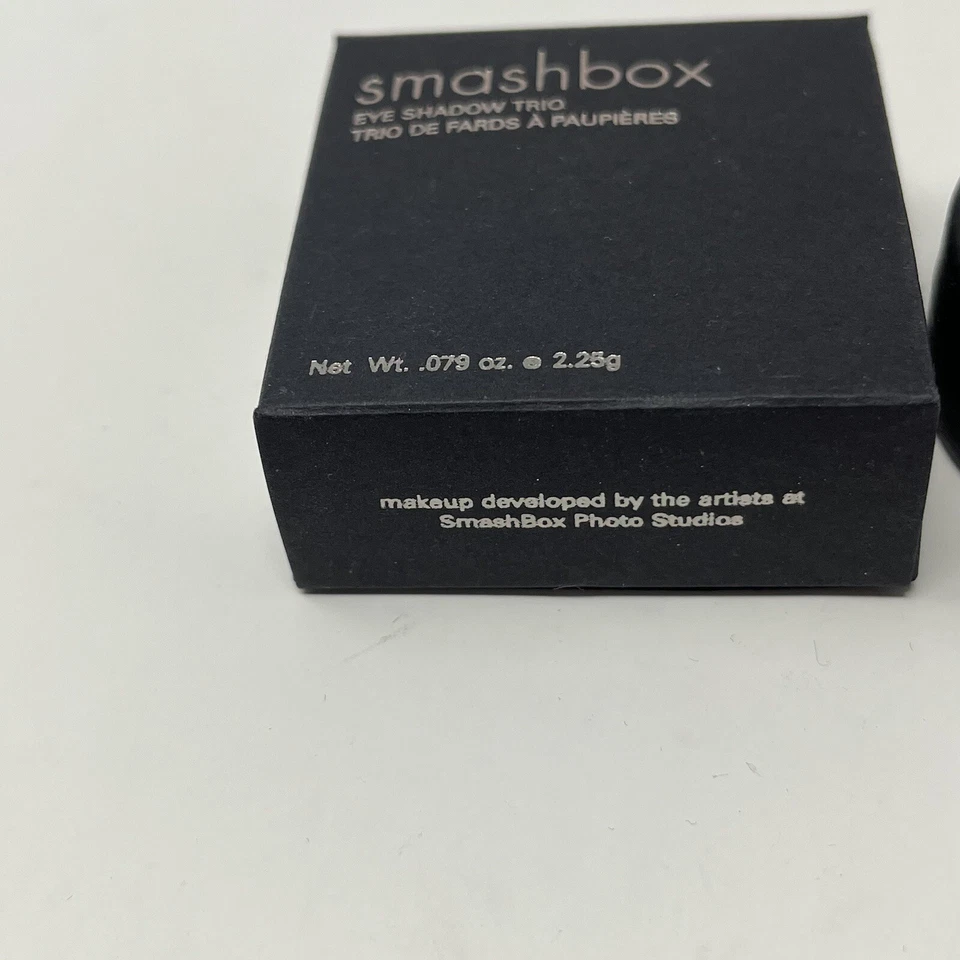 smashbox
EYE SHADOW TRIO
TRIO DE FARDS À PAUPIÈRES
Net Wt. .079 oz. ℮ 2.25g
makeup developed by the artists at
SmashBox Photo Studios